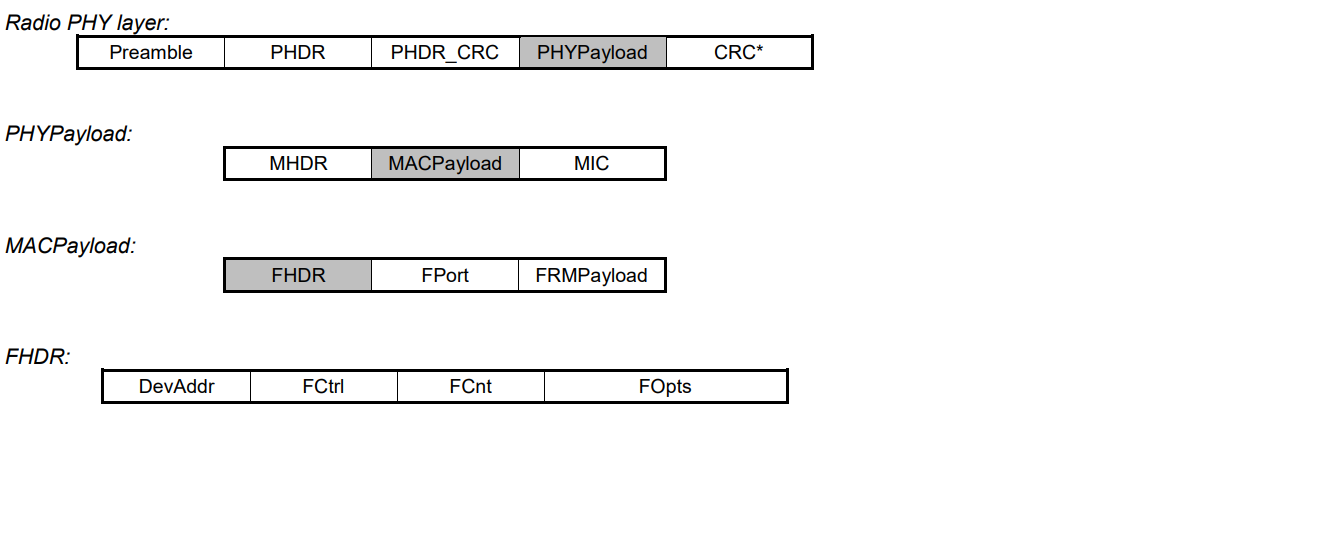 Radio PHY layer:
Preamble PHDR PHDR_CRC PHYPayload CRC*
PHYPayload:
MHDR MACPayload MIC
MACPayload:
FHDR FPort FRMPayload
FHDR:
DevAddr FCtrl FCnt FOpts